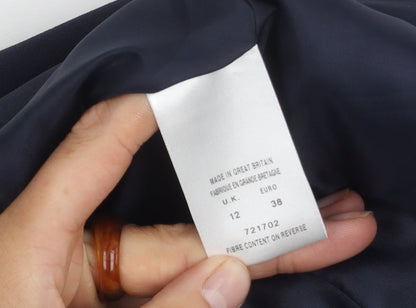 MADE IN GREAT BRITAIN
FABRIQUE EN GRANDE BRETAGNE
U.K. EURO
12 38
721702
FIBRE CONTENT ON REVERSE